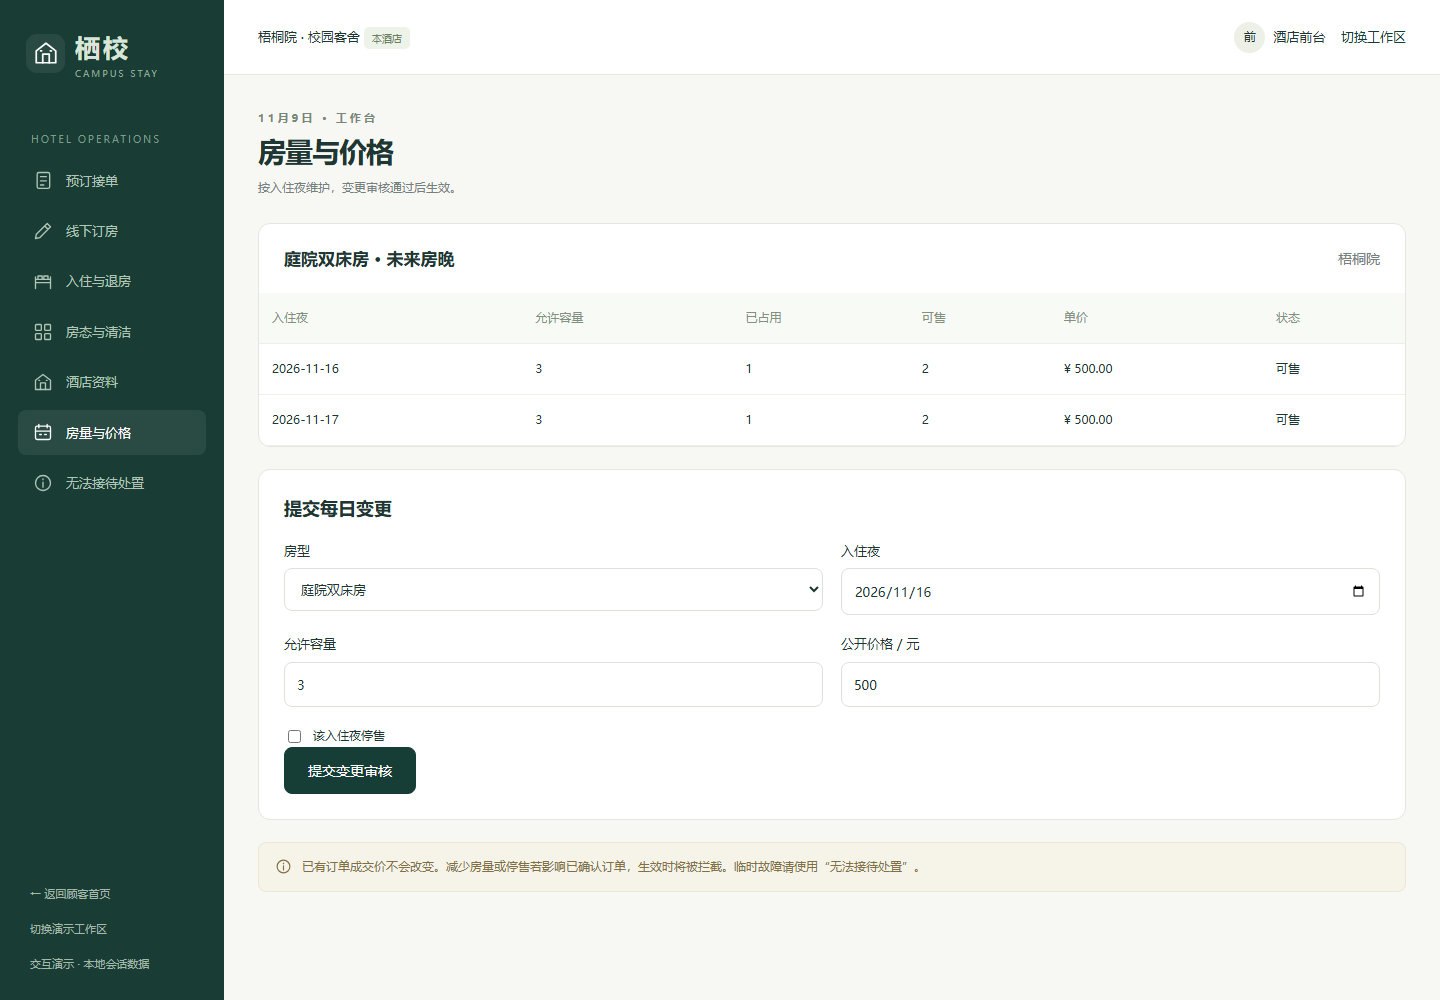 栖校
CAMPUS STAY
HOTEL OPERATIONS
预订接单
线下订房
入住与退房
房态与清洁
酒店资料
房量与价格
无法接待处置
← 返回顾客首页
切换演示工作区
交互演示 · 本地会话数据
梧桐院 · 校园客舍 本酒店
前 酒店前台 切换工作区
11月9日 • 工作台
房量与价格
按入住夜维护，变更审核通过后生效。
庭院双床房 • 未来房晚 梧桐院
入住夜 允许容量 已占用 可售 单价 状态
2026-11-16 3 1 2 ¥ 500.00 可售
2026-11-17 3 1 2 ¥ 500.00 可售
提交每日变更
房型 入住夜
庭院双床房 2026/11/16
允许容量 公开价格 / 元
3 500
该入住夜停售
提交变更审核
已有订单成交价不会改变。减少房量或停售若影响已确认订单，生效时将被拦截。临时故障请使用“无法接待处置”。